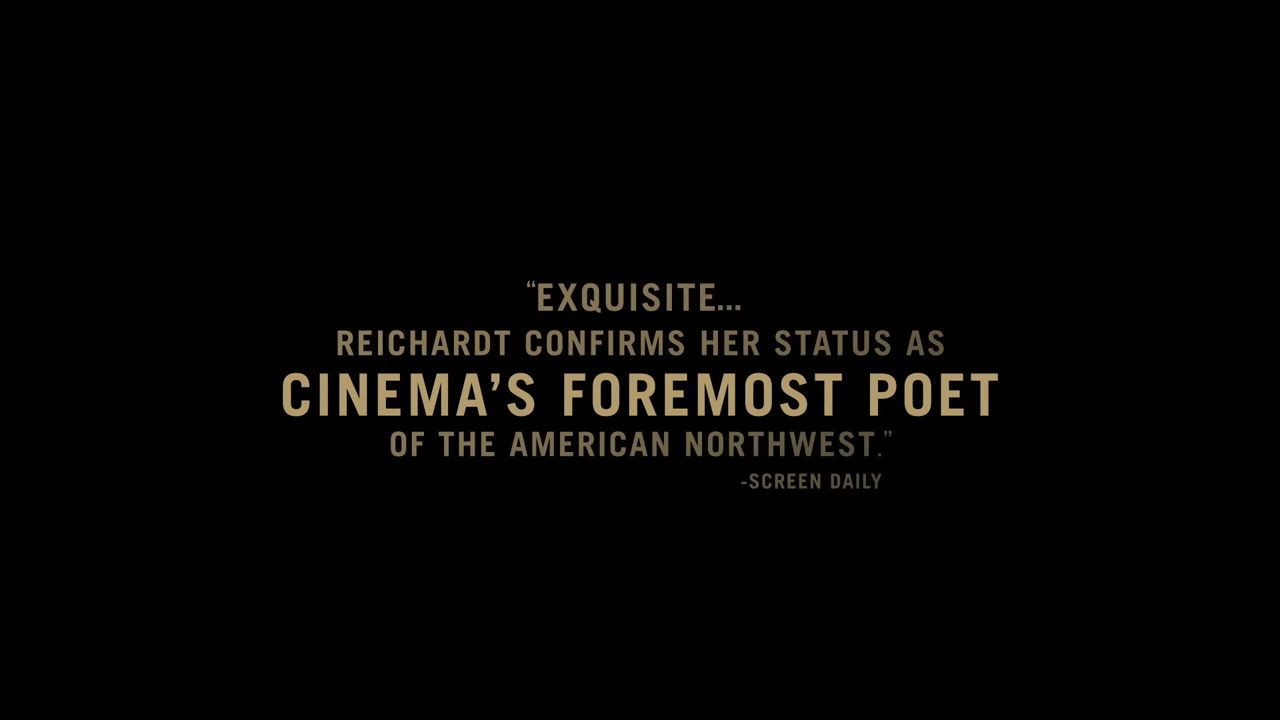 “EXQUISITE...
REICHARDT CONFIRMS HER STATUS AS
CINEMA’S FOREMOST POET
OF THE AMERICAN NORTHWEST.”
-SCREEN DAILY